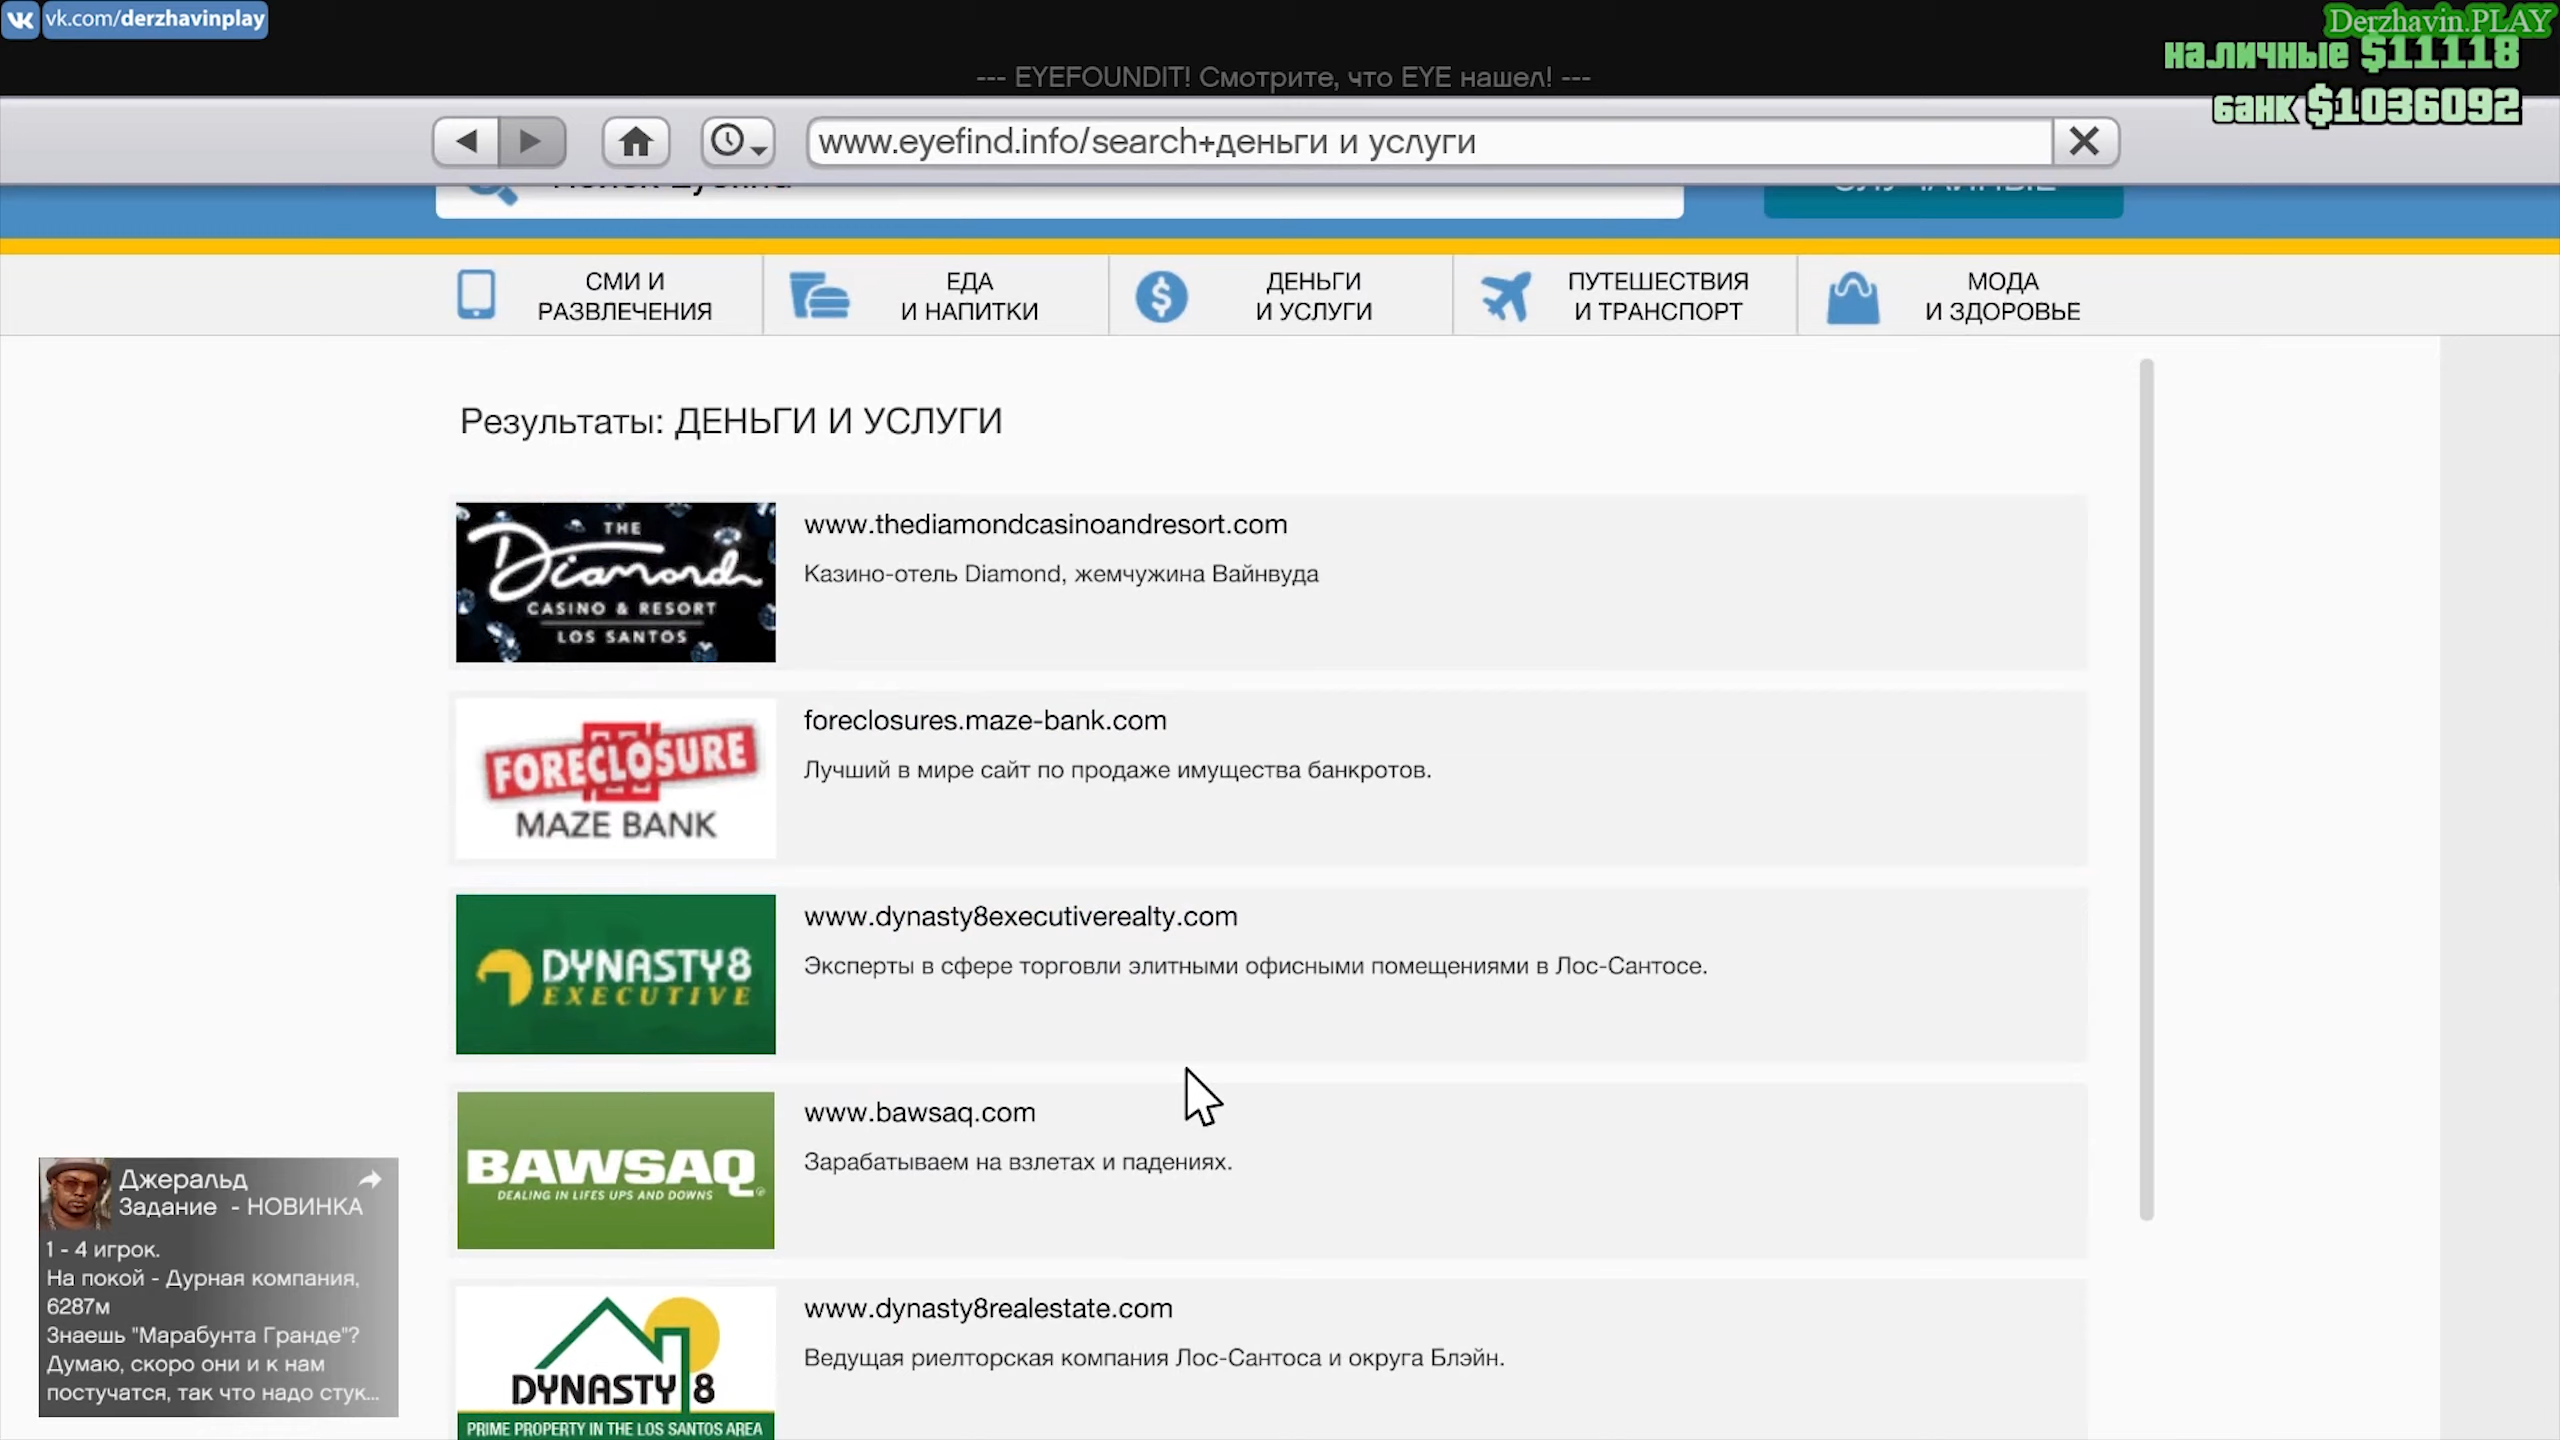 vk.com/derzhavinplay
Derzhavin.PLAY
наличные $11118
--- EYEFOUNDIT! Смотрите, что EYE нашел! ---
банк $1036092
www.eyefind.info/search+деньги и услуги
СМИ И
РАЗВЛЕЧЕНИЯ
ЕДА
И НАПИТКИ
ДЕНЬГИ
И УСЛУГИ
ПУТЕШЕСТВИЯ
И ТРАНСПОРТ
МОДА
И ЗДОРОВЬЕ
Результаты: ДЕНЬГИ И УСЛУГИ
THE
Diamond
CASINO & RESORT
LOS SANTOS
www.thediamondcasinoandresort.com
Казино-отель Diamond, жемчужина Вайнвуда
FORECLOSURE
MAZE BANK
foreclosures.maze-bank.com
Лучший в мире сайт по продаже имущества банкротов.
DYNASTY8
EXECUTIVE
www.dynasty8executiverealty.com
Эксперты в сфере торговли элитными офисными помещениями в Лос-Сантосе.
BAWSAQ
DEALING IN LIFES UPS AND DOWNS
www.bawsaq.com
Зарабатываем на взлетах и падениях.
DYNASTY 8
PRIME PROPERTY IN THE LOS SANTOS AREA
www.dynasty8realestate.com
Ведущая риелторская компания Лос-Сантоса и округа Блэйн.
Джеральд
Задание - НОВИНКА
1 - 4 игрок.
На покой - Дурная компания,
6287м
Знаешь "Марабунта Гранде"?
Думаю, скоро они и к нам
постучатся, так что надо стук...